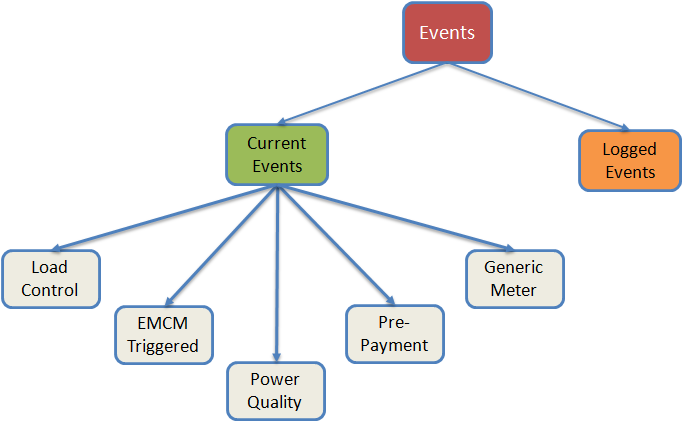 Events
Current
Events
Logged
Events
Load
Control
Generic
Meter
EMCM
Triggered
Pre-
Payment
Power
Quality